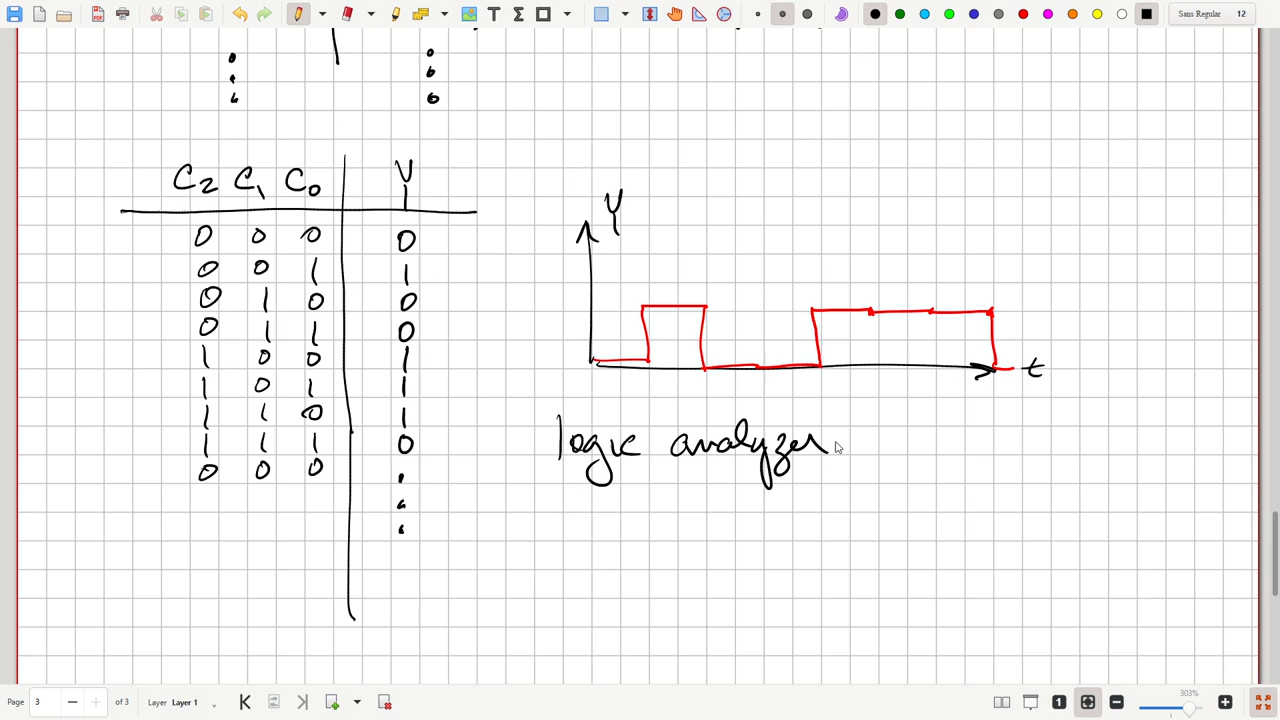 Sans Regular 12
C2 C1 C0 Y
0 0 0 0
0 0 1 1
0 1 0 0
0 1 1 0
1 0 0 1
1 0 1 1
1 1 0 1
1 1 1 0
0 0 0
Y
t
logic analyzer
Page 3 of 3 Layer Layer 1 303%